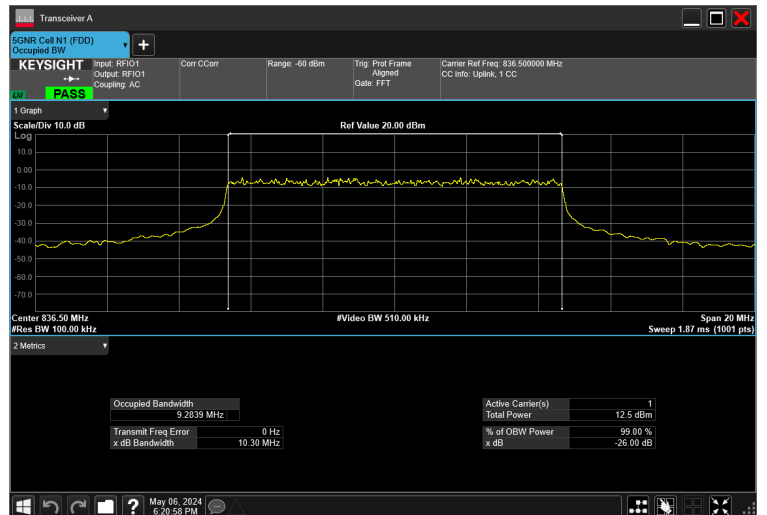 Transceiver A
5GNR Cell N1 (FDD)
Occupied BW
KEYSIGHT
LXI
PASS
Input: RFIO1
Output: RFIO1
Coupling: AC
Corr CCorr
Range: -60 dBm
Trig: Prot Frame
Aligned
Gate: FFT
Carrier Ref Freq: 836.500000 MHz
CC Info: Uplink, 1 CC
1 Graph
Scale/Div 10.0 dB
Ref Value 20.00 dBm
Log
10.0
0.00
-10.0
-20.0
-30.0
-40.0
-50.0
-60.0
-70.0
Center 836.50 MHz
#Video BW 510.00 kHz
Span 20 MHz
#Res BW 100.00 kHz
Sweep 1.87 ms (1001 pts)
2 Metrics
Occupied Bandwidth
9.2839 MHz
Transmit Freq Error 0 Hz
x dB Bandwidth 10.30 MHz
Active Carrier(s) 1
Total Power 12.5 dBm
% of OBW Power 99.00 %
x dB -26.00 dB
?
May 06, 2024
6:20:58 PM